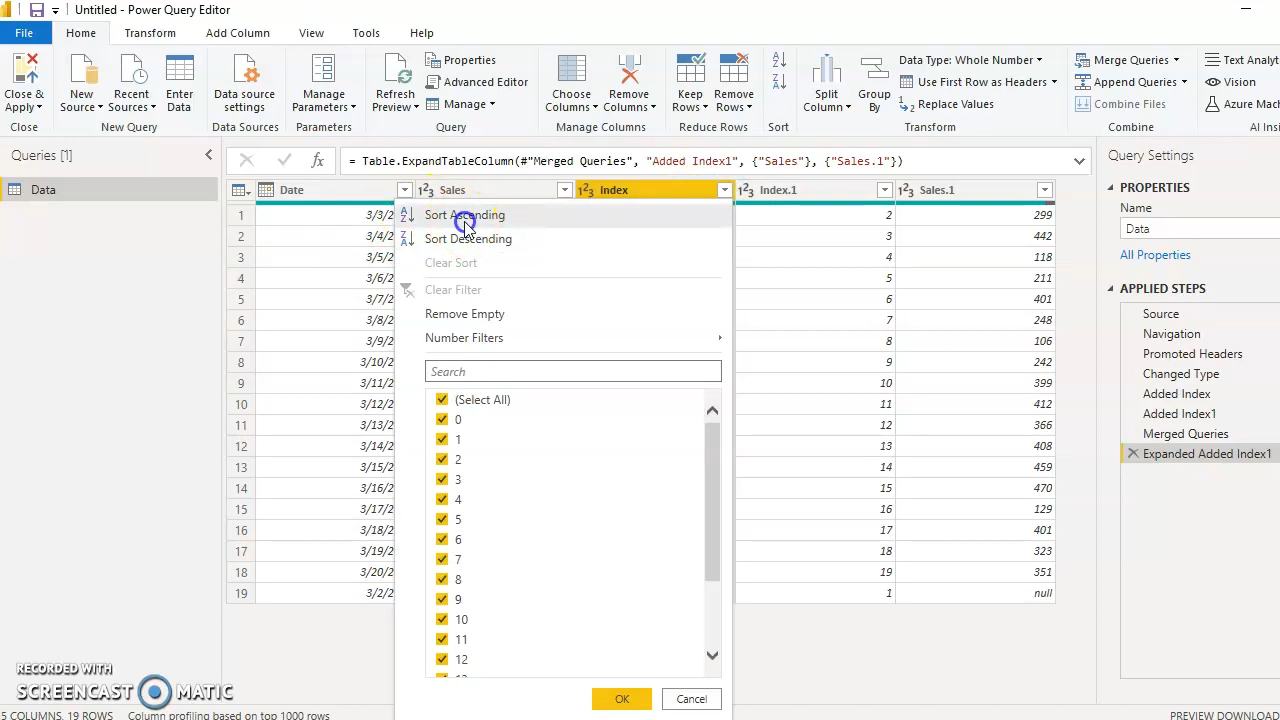 Untitled - Power Query Editor
File Home Transform Add Column View Tools Help
Close & Apply New Source Recent Sources Enter Data Data source settings Manage Parameters Refresh Preview Properties Advanced Editor Manage Choose Columns Remove Columns Keep Rows Remove Rows Split Column Group By Data Type: Whole Number Use First Row as Headers Replace Values Merge Queries Append Queries Combine Files Text Analyt Vision Azure Mach
Close New Query Data Sources Parameters Query Manage Columns Reduce Rows Sort Transform Combine AI Insi
Queries [1]
= Table.ExpandTableColumn(#"Merged Queries", "Added Index1", {"Sales"}, {"Sales.1"})
Query Settings
Data
Date Sales Index Index.1 Sales.1
1 3/3/2 2 299
2 3/4/2 3 442
3 3/5/2 4 118
4 3/6/2 5 211
5 3/7/2 6 401
6 3/8/2 7 248
7 3/9/2 8 106
8 3/10/2 9 242
9 3/11/2 10 399
10 3/12/2 11 412
11 3/13/2 12 366
12 3/14/2 13 408
13 3/15/2 14 459
14 3/16/2 15 470
15 3/17/2 16 129
16 3/18/2 17 401
17 3/19/2 18 323
18 3/20/2 19 351
19 3/2/2 1 null
Sort Ascending
Sort Descending
Clear Sort
Clear Filter
Remove Empty
Number Filters
Search
(Select All)
0
1
2
3
4
5
6
7
8
9
10
11
12
OK Cancel
PROPERTIES
Name
Data
All Properties
APPLIED STEPS
Source
Navigation
Promoted Headers
Changed Type
Added Index
Added Index1
Merged Queries
Expanded Added Index1
RECORDED WITH
SCREENCAST MATIC
5 COLUMNS, 19 ROWS Column profiling based on top 1000 rows
PREVIEW DOWNLOAD